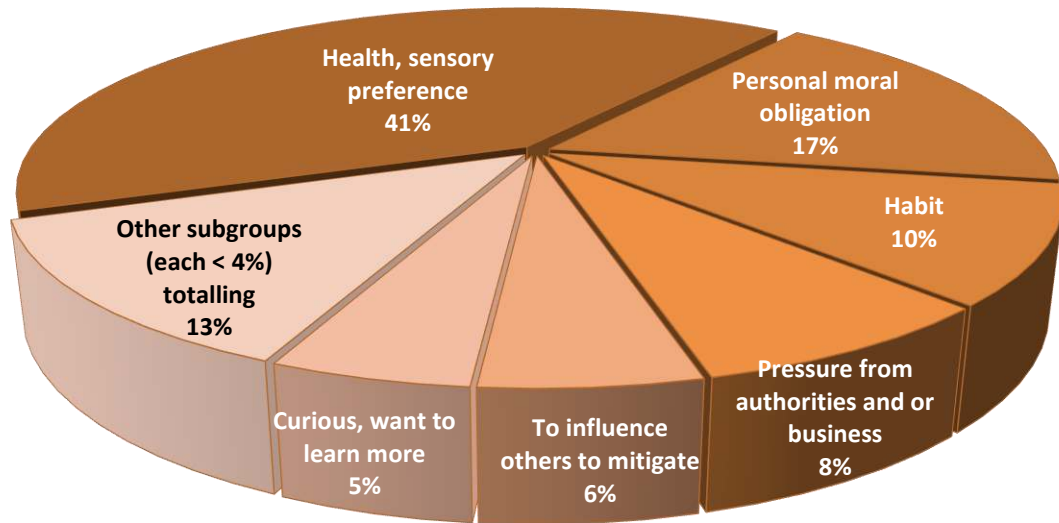 Health, sensory
preference
41%
Personal moral
obligation
17%
Habit
10%
Pressure from
authorities and or
business
8%
To influence
others to mitigate
6%
Curious, want to
learn more
5%
Other subgroups
(each < 4%)
totalling
13%